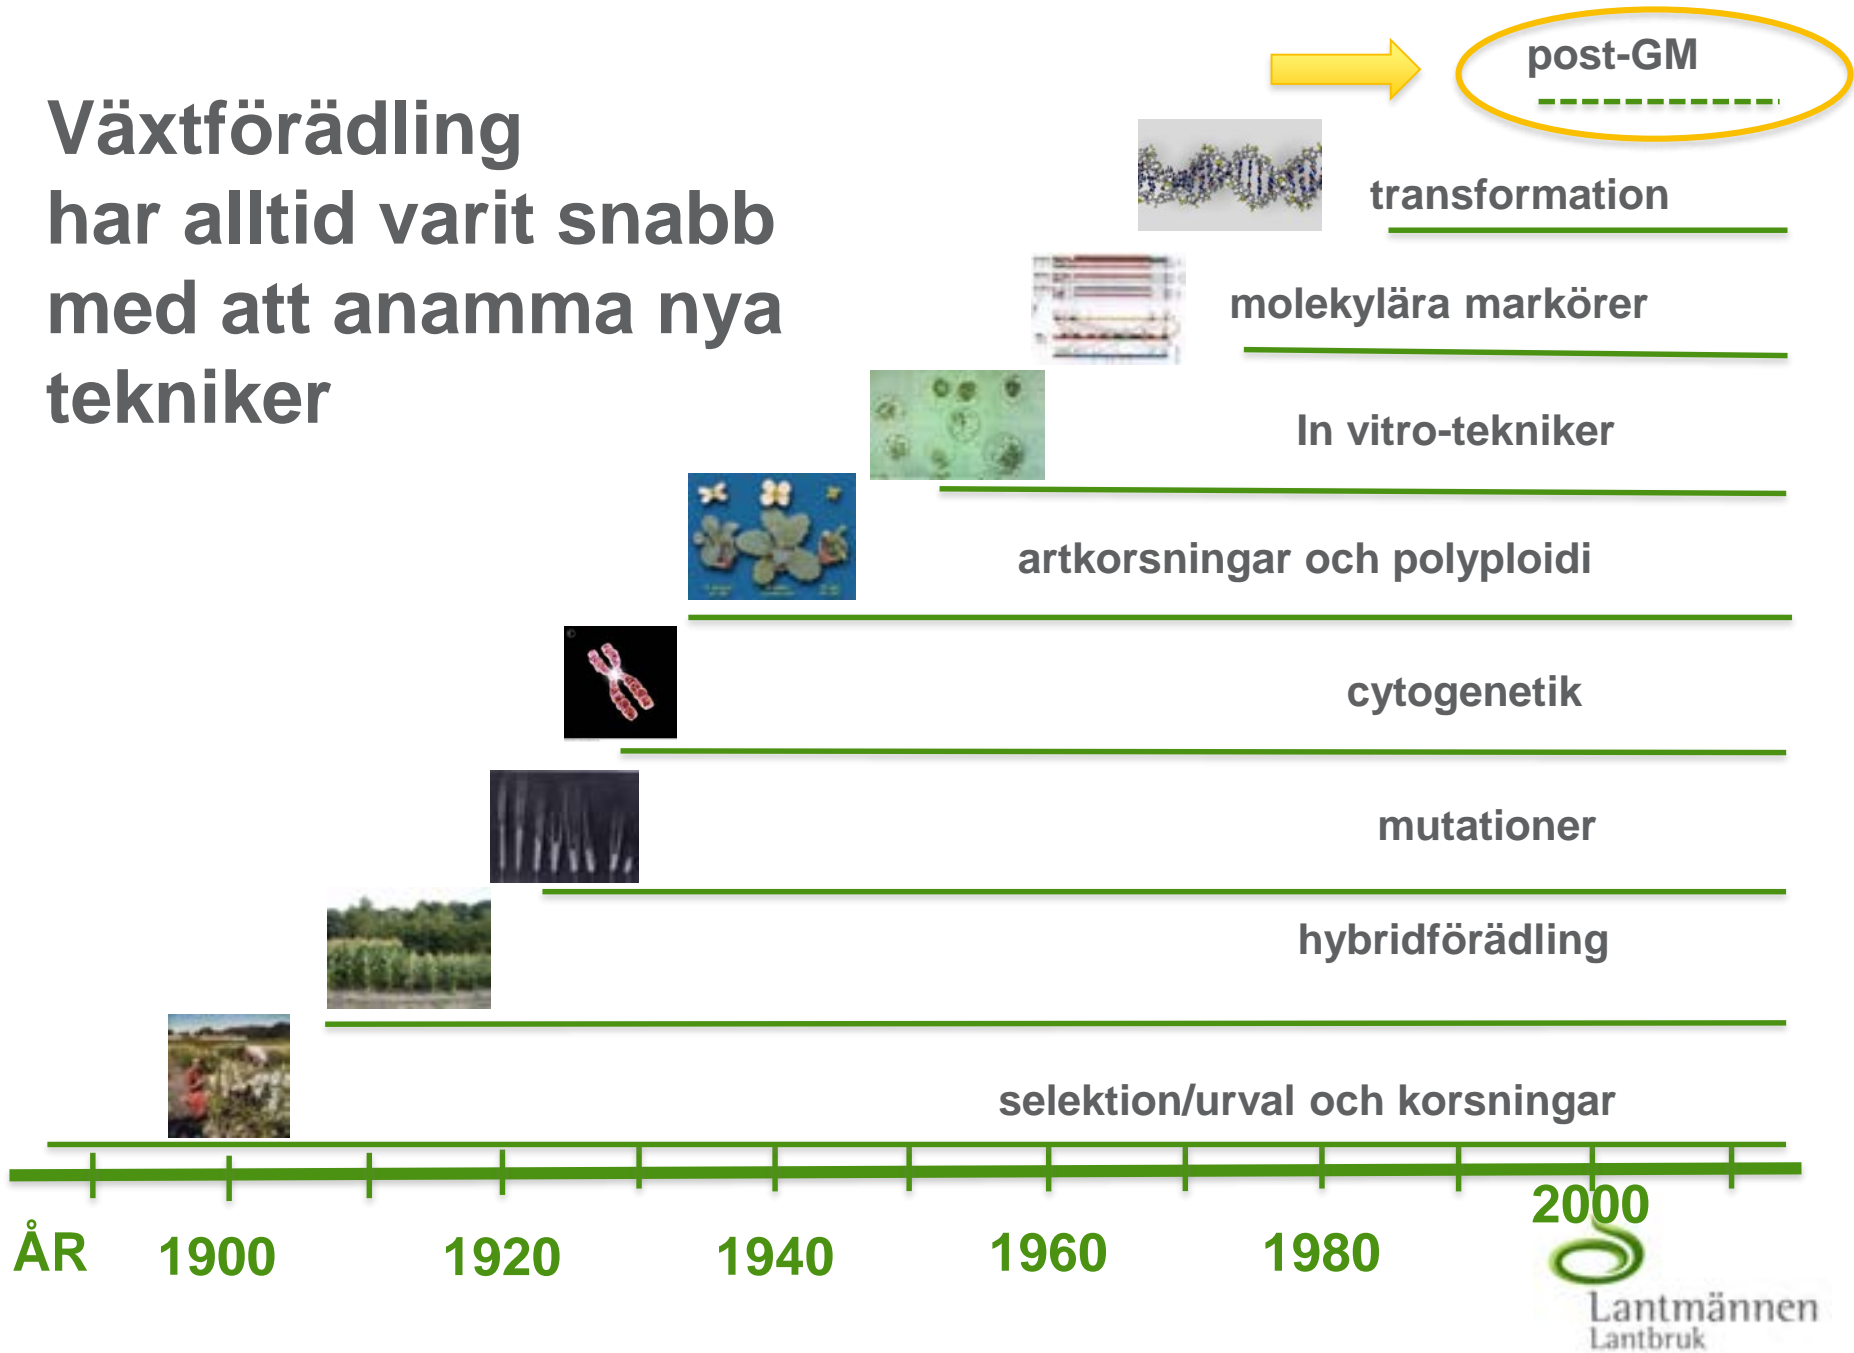 Växtförädling
har alltid varit snabb
med att anamma nya
tekniker
post-GM
transformation
molekylära markörer
In vitro-tekniker
artkorsningar och polyploidi
cytogenetik
mutationer
hybridförädling
selektion/urval och korsningar
ÅR 1900 1920 1940 1960 1980 2000
Lantmännen
Lantbruk